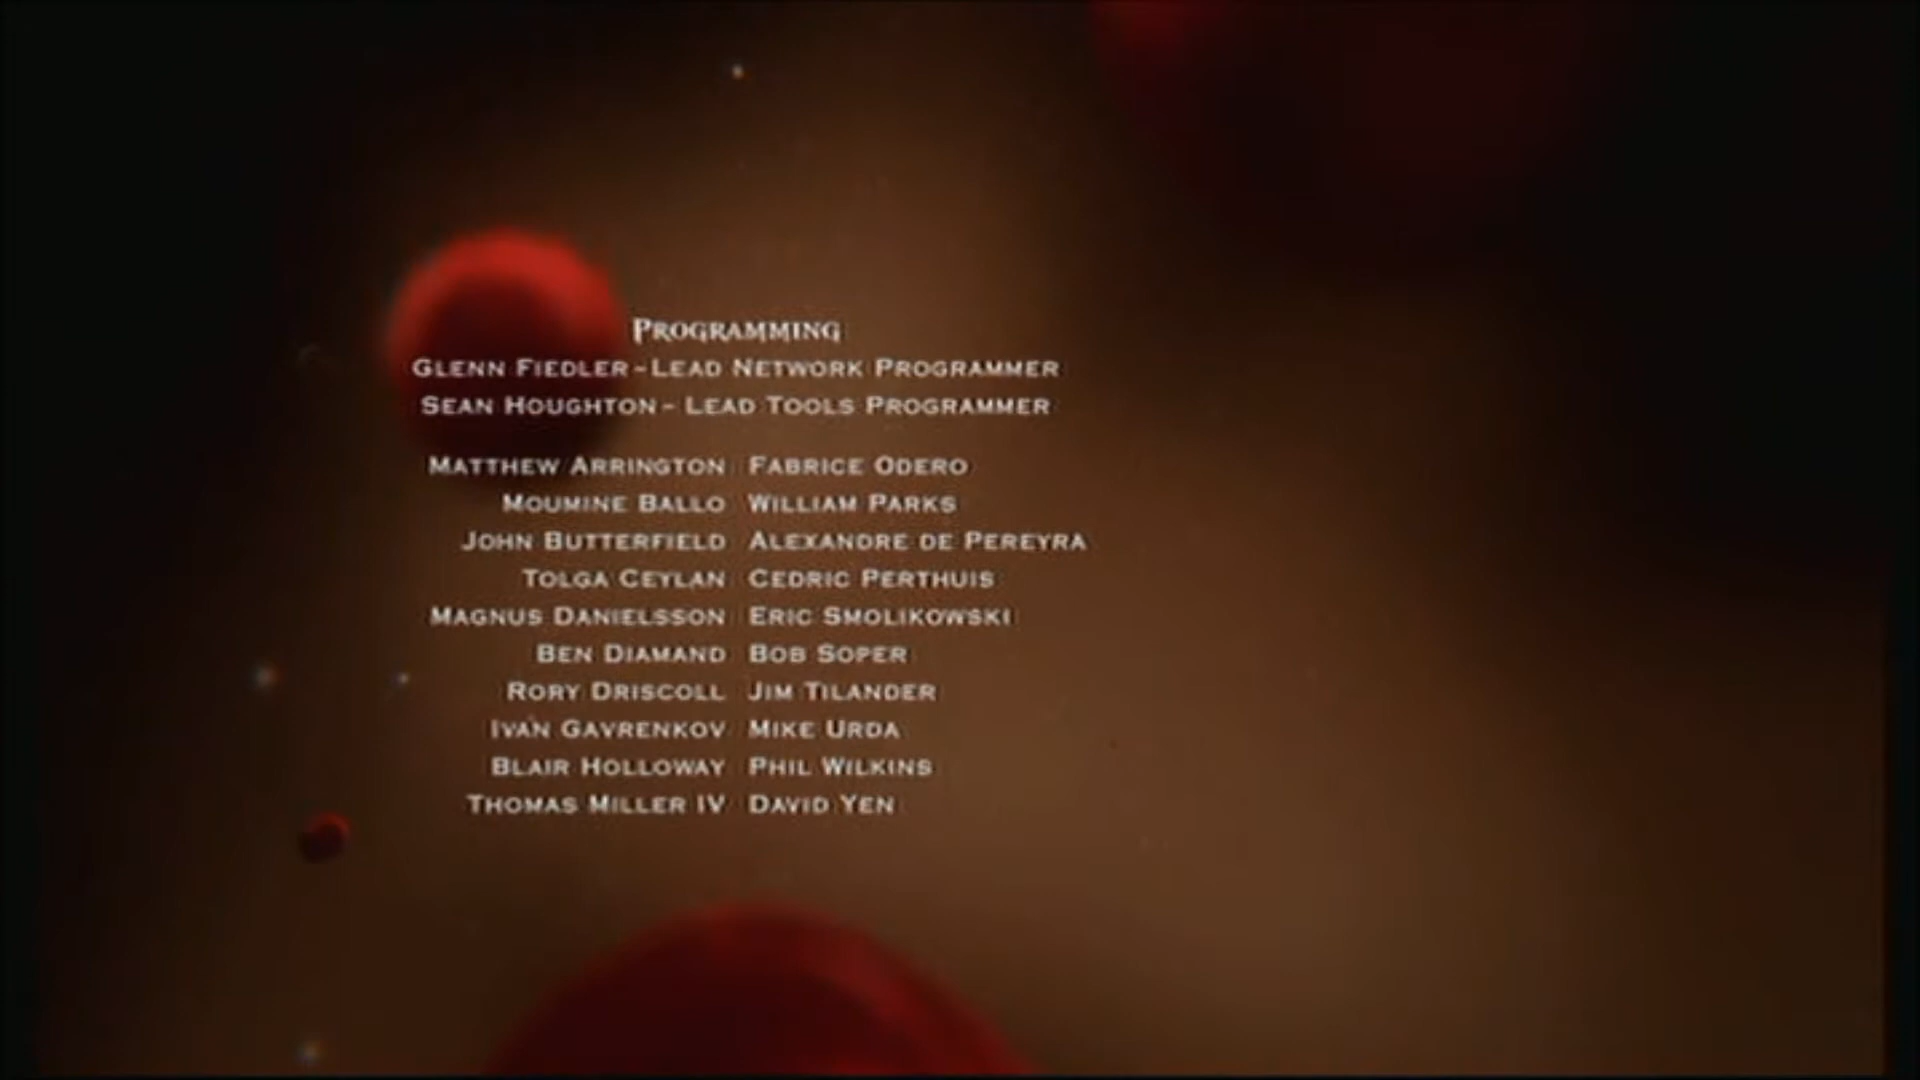 PROGRAMMING
GLENN FIEDLER - LEAD NETWORK PROGRAMMER
SEAN HOUGHTON - LEAD TOOLS PROGRAMMER
MATTHEW ARRINGTON FABRICE ODERO
MOUMINE BALLO WILLIAM PARKS
JOHN BUTTERFIELD ALEXANDRE DE PEREYRA
TOLGA CEYLAN CEDRIC PERTHUIS
MAGNUS DANIELSSON ERIC SMOLIKOWSKI
BEN DIAMAND BOB SOPER
RORY DRISCOLL JIM TILANDER
IVAN GAVRENKOV MIKE URDA
BLAIR HOLLOWAY PHIL WILKINS
THOMAS MILLER IV DAVID YEN